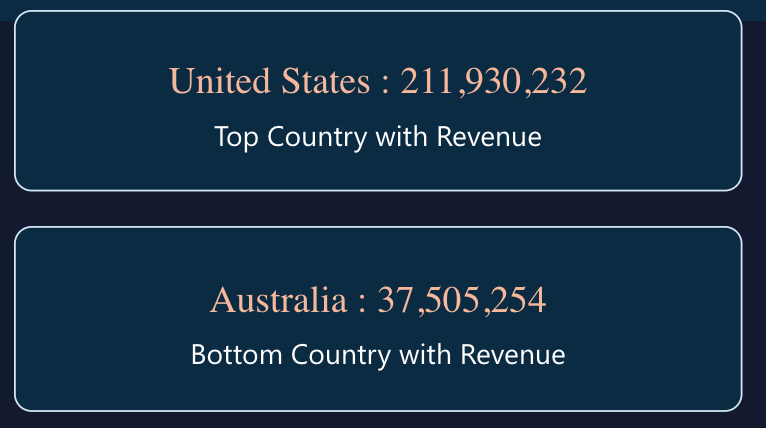 United States : 211,930,232
Top Country with Revenue
Australia : 37,505,254
Bottom Country with Revenue